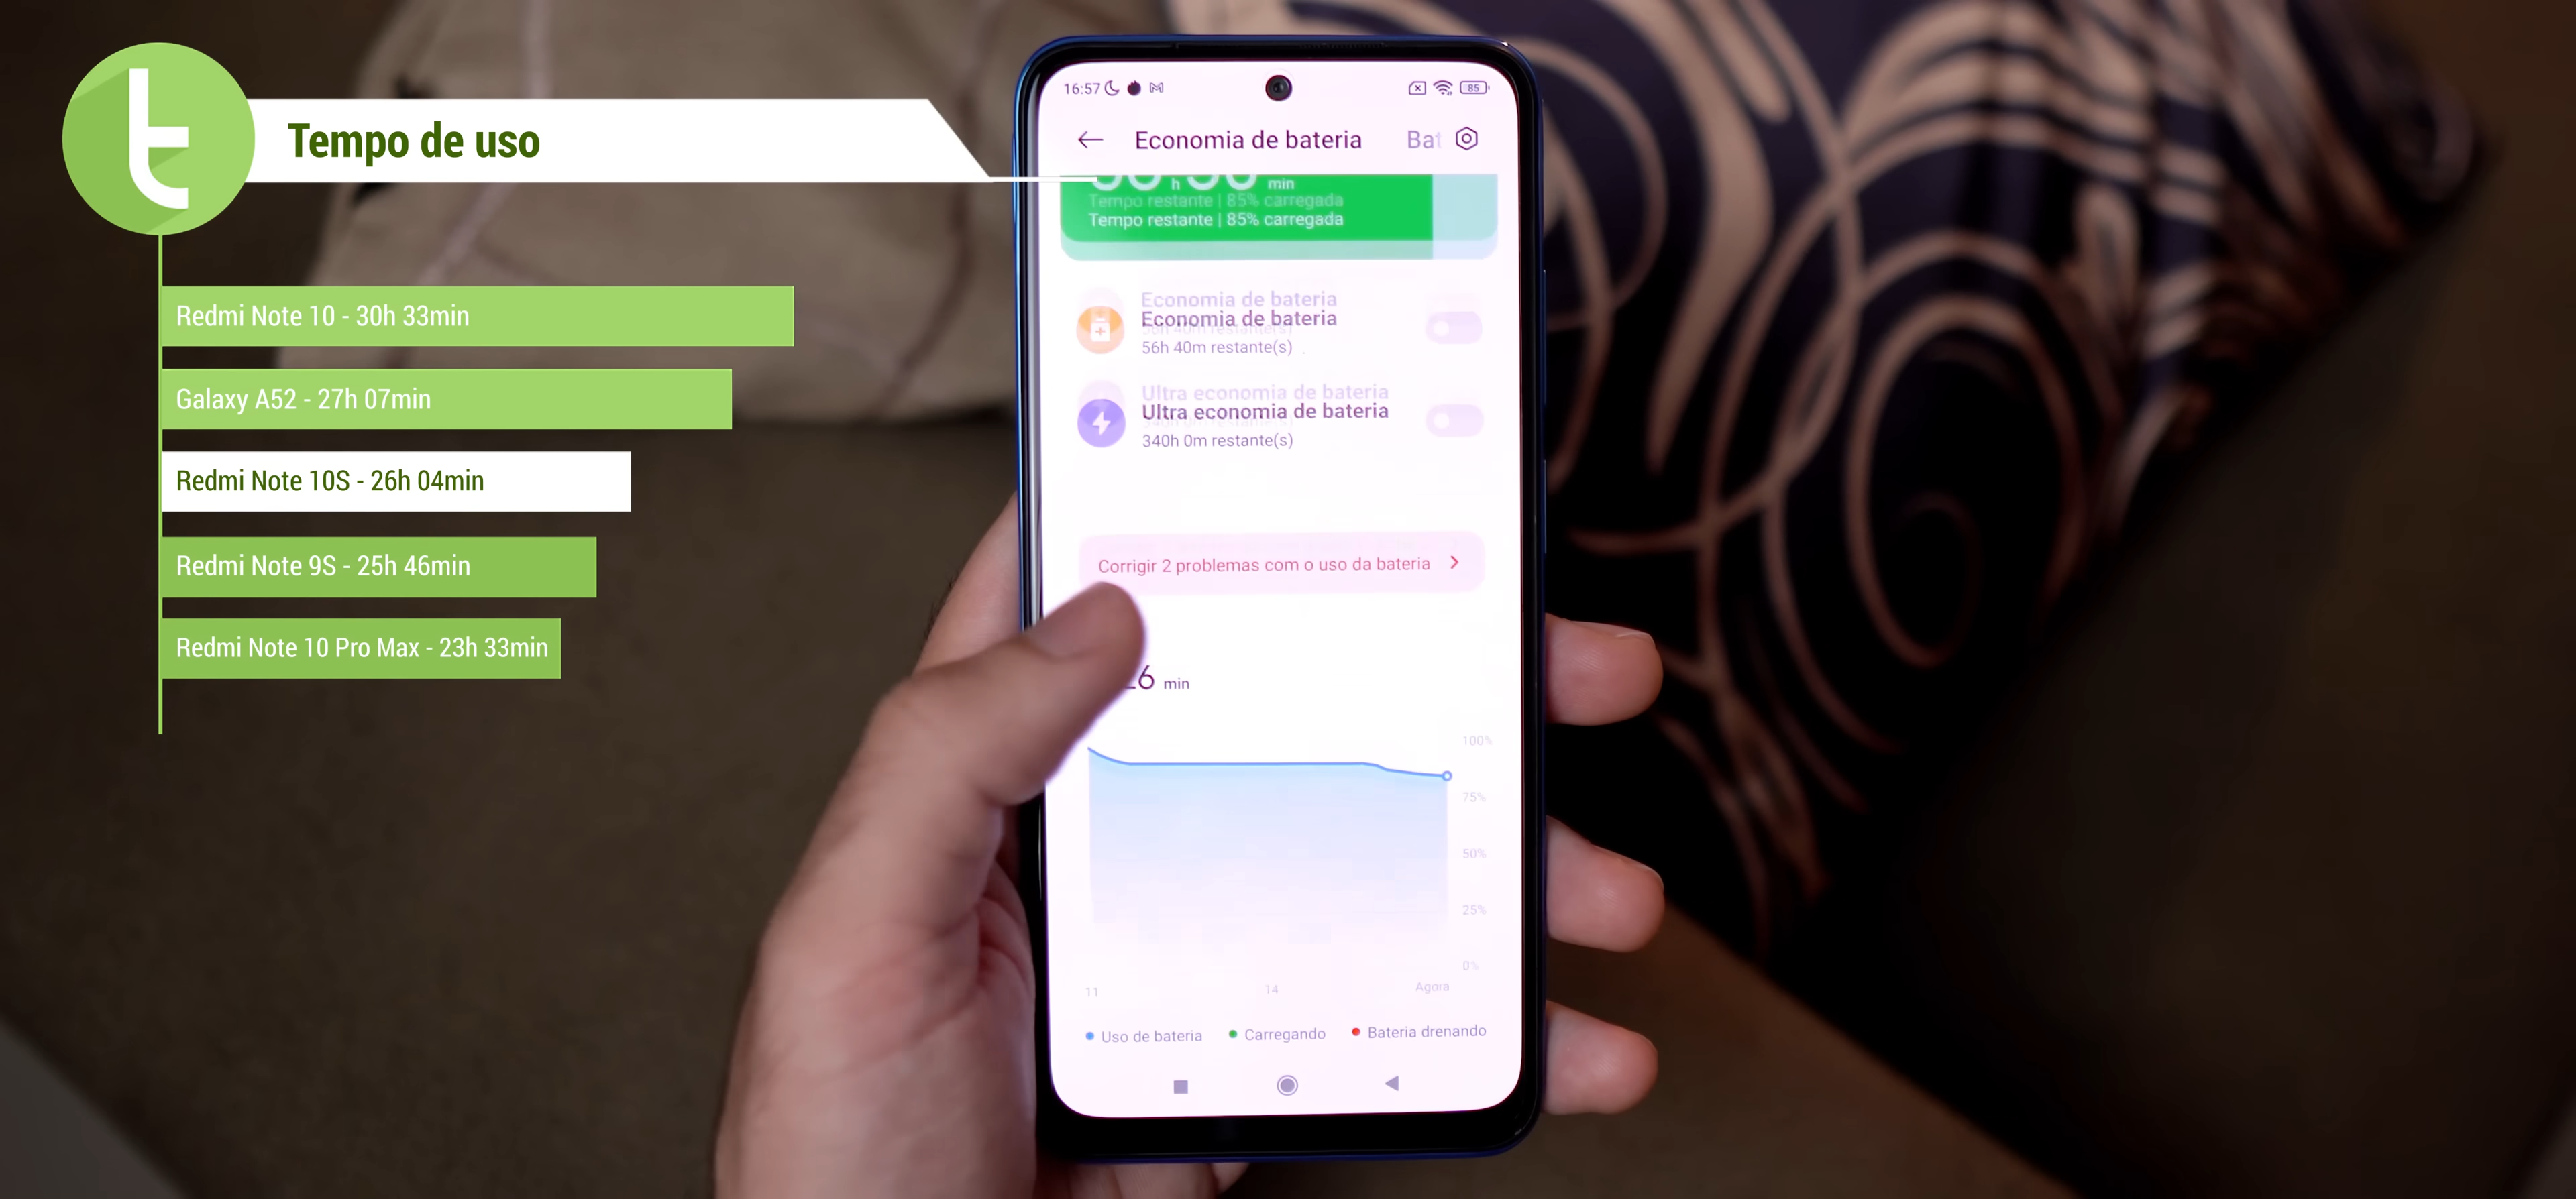 Tempo de uso
Redmi Note 10 - 30h 33min
Galaxy A52 - 27h 07min
Redmi Note 10S - 26h 04min
Redmi Note 9S - 25h 46min
Redmi Note 10 Pro Max - 23h 33min
16:57
85
Economia de bateria
h min
Tempo restante | 85% carregada
Tempo restante | 85% carregada
Economia de bateria
Economia de bateria
56h 40m restante(s)
Ultra economia de bateria
Ultra economia de bateria
340h 0m restante(s)
Corrigir 2 problemas com o uso da bateria
6 min
100%
75%
50%
25%
0%
11 14 Agora
Uso de bateria Carregando Bateria drenando